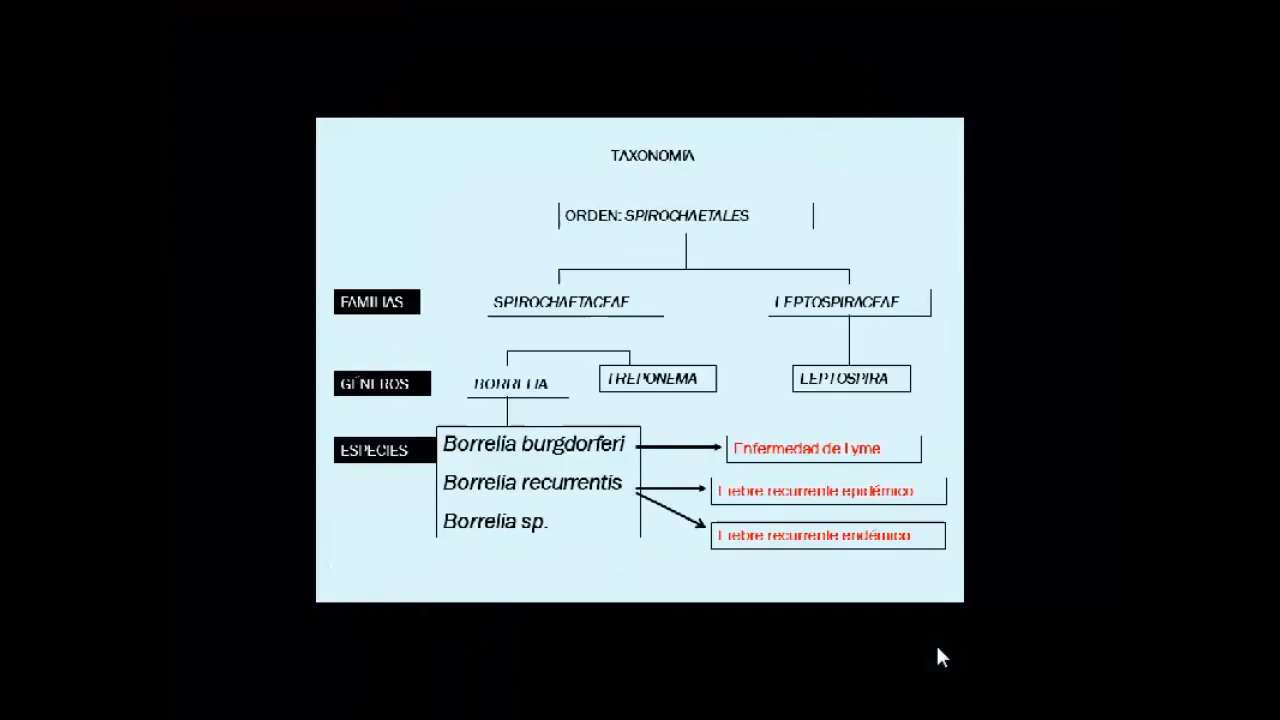 TAXONOMÍA
ORDEN: SPIROCHAETALES
FAMILIAS
SPIROCHAETACEAE
LEPTOSPIRACEAE
GÉNEROS
BORRELIA
TREPONEMA
LEPTOSPIRA
ESPECIES
Borrelia burgdorferi
Enfermedad de Lyme
Borrelia recurrentis
Fiebre recurrente epidémico
Borrelia sp.
Fiebre recurrente endémico